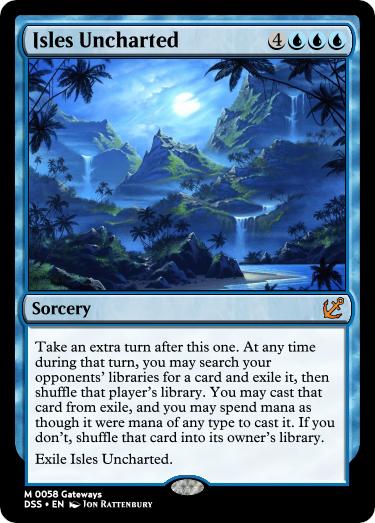 Isles Uncharted 4
Sorcery
Take an extra turn after this one. At any time
during that turn, you may search your
opponents' libraries for a card and exile it, then
shuffle that player's library. You may cast that
card from exile, and you may spend mana as
though it were mana of any type to cast it. If you
don't, shuffle that card into its owner's library.
Exile Isles Uncharted.
M 0058 Gateways
DSS • EN Jon Rattenbury